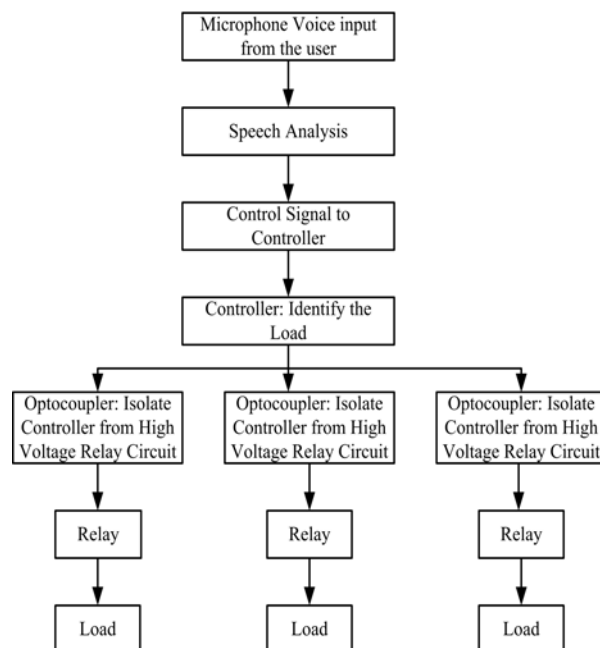 Microphone Voice input
from the user
Speech Analysis
Control Signal to
Controller
Controller: Identify the
Load
Optocoupler: Isolate
Controller from High
Voltage Relay Circuit
Optocoupler: Isolate
Controller from High
Voltage Relay Circuit
Optocoupler: Isolate
Controller from High
Voltage Relay Circuit
Relay
Relay
Relay
Load
Load
Load